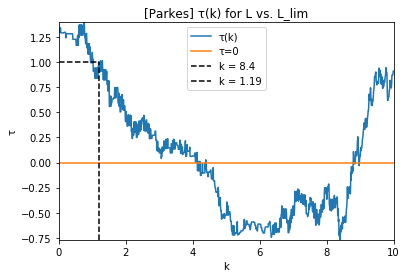 [Parkes] τ(k) for L vs. L_lim
τ(k)
τ=0
k = 8.4
k = 1.19
1.25
1.00
0.75
0.50
0.25
0.00
−0.25
−0.50
−0.75
τ
0 2 4 6 8 10
k